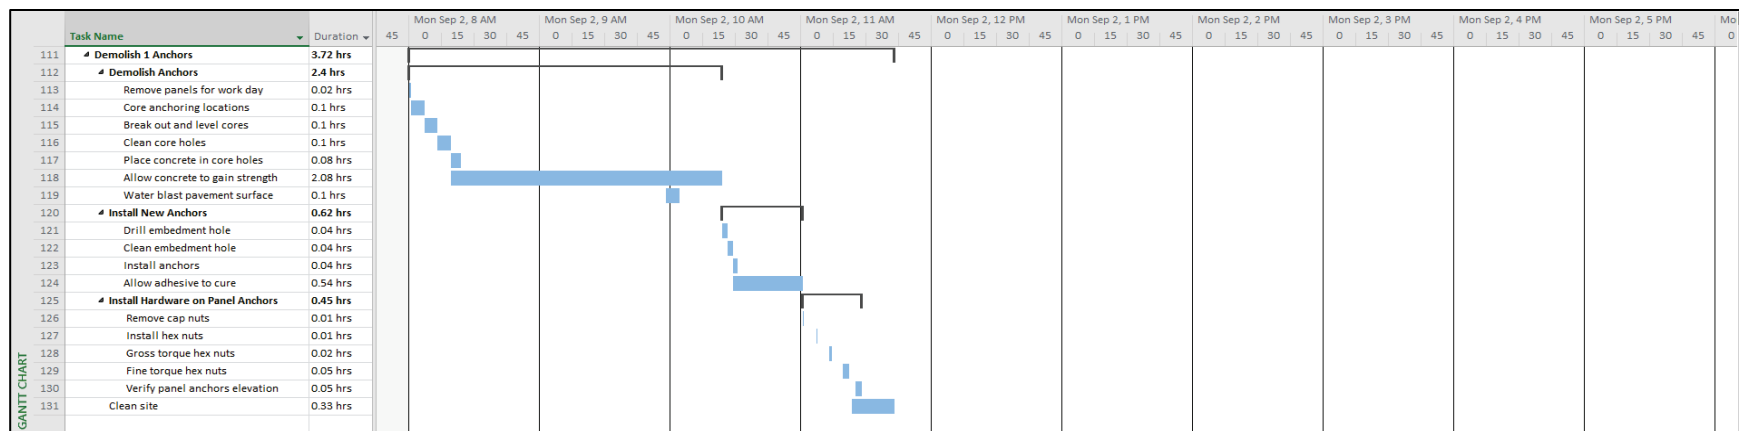 Mon Sep 2, 8 AM Mon Sep 2, 9 AM Mon Sep 2, 10 AM Mon Sep 2, 11 AM Mon Sep 2, 12 PM Mon Sep 2, 1 PM Mon Sep 2, 2 PM Mon Sep 2, 3 PM Mon Sep 2, 4 PM Mon Sep 2, 5 PM Mo
Task Name Duration 45 0 15 30 45 0 15 30 45 0 15 30 45 0 15 30 45 0 15 30 45 0 15 30 45 0 15 30 45 0 15 30 45 0 15 30 45 0 15 30 45 0
111 Demolish 1 Anchors 3.72 hrs
112 Demolish Anchors 2.4 hrs
113 Remove panels for work day 0.02 hrs
114 Core anchoring locations 0.1 hrs
115 Break out and level cores 0.1 hrs
116 Clean core holes 0.1 hrs
117 Place concrete in core holes 0.08 hrs
118 Allow concrete to gain strength 2.08 hrs
119 Water blast pavement surface 0.1 hrs
120 Install New Anchors 0.62 hrs
121 Drill embedment hole 0.04 hrs
122 Clean embedment hole 0.04 hrs
123 Install anchors 0.04 hrs
124 Allow adhesive to cure 0.54 hrs
125 Install Hardware on Panel Anchors 0.45 hrs
126 Remove cap nuts 0.01 hrs
127 Install hex nuts 0.01 hrs
128 Gross torque hex nuts 0.02 hrs
129 Fine torque hex nuts 0.05 hrs
130 Verify panel anchors elevation 0.05 hrs
131 Clean site 0.33 hrs
GANTT CHART